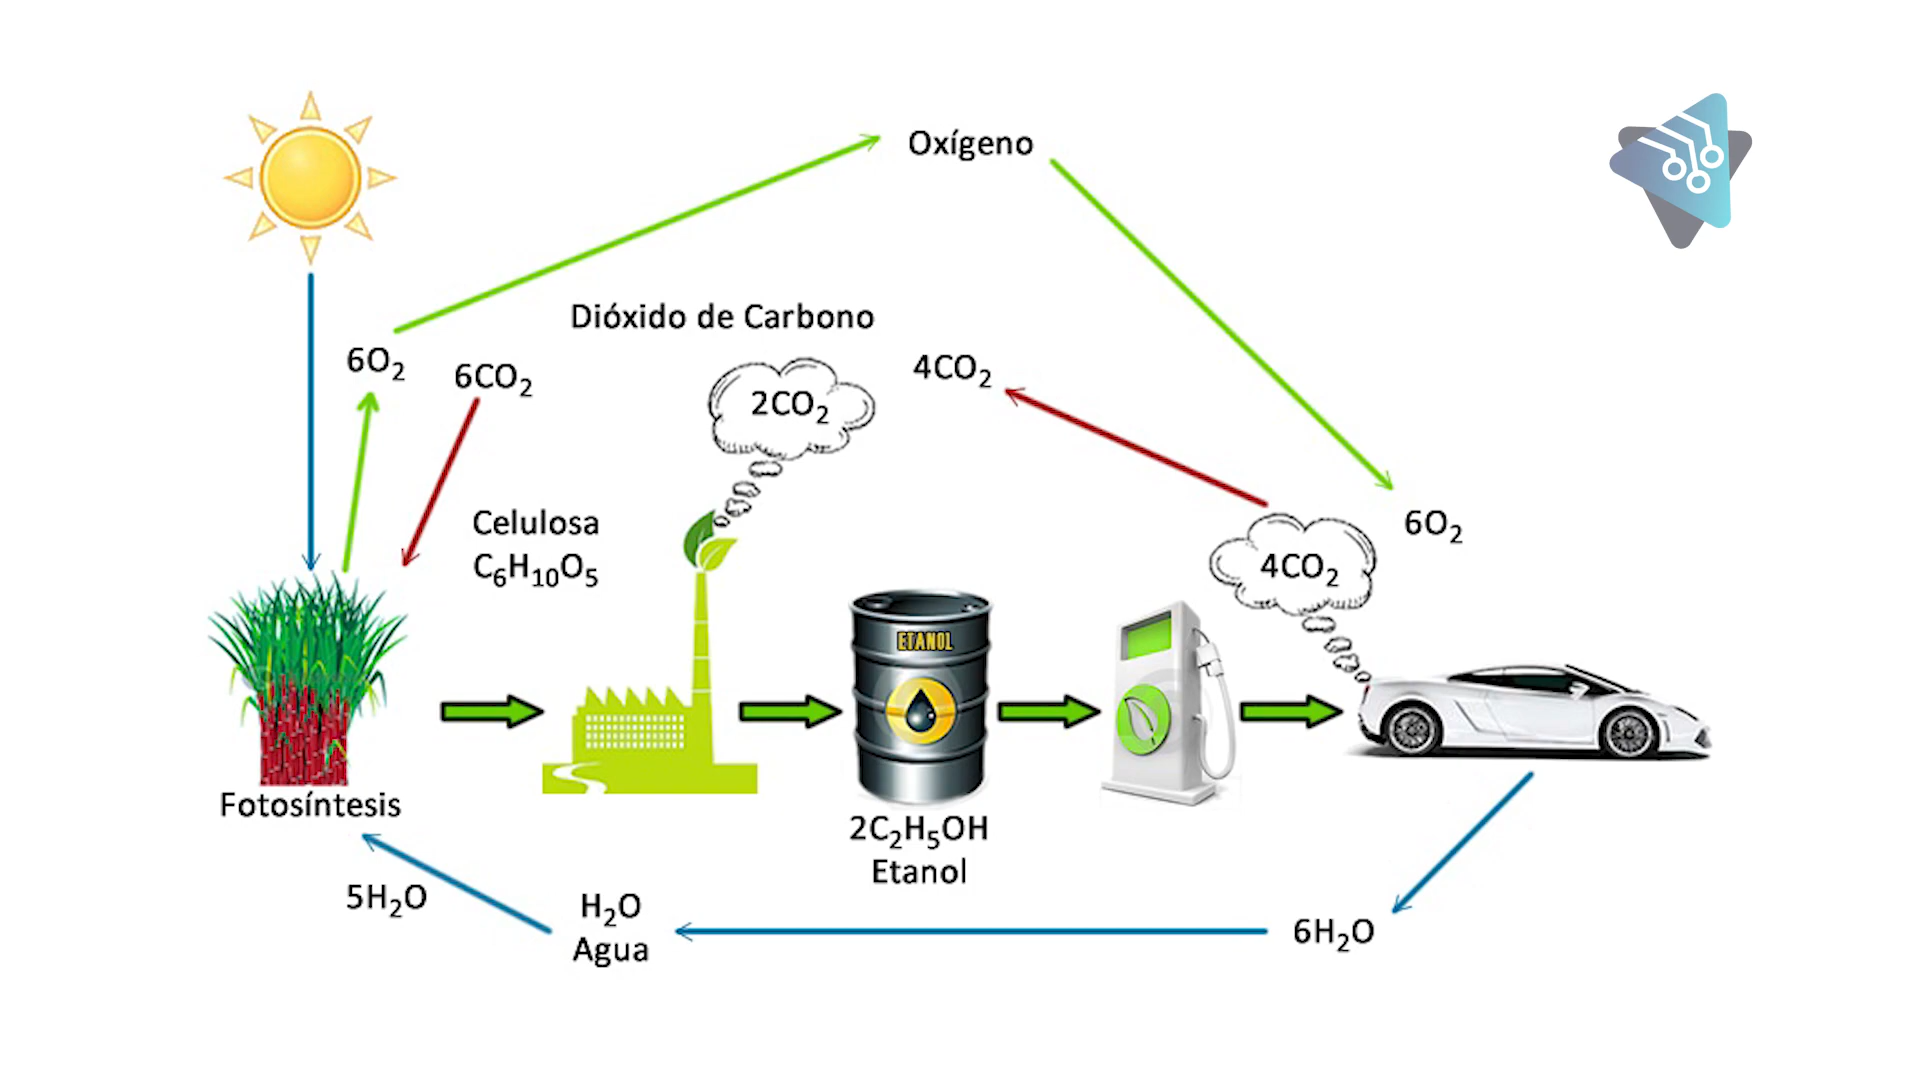 Oxígeno
Dióxido de Carbono
6O₂
6CO₂
2CO₂
4CO₂
6O₂
Celulosa
C₆H₁₀O₅
4CO₂
ETANOL
Fotosíntesis
2C₂H₅OH
Etanol
5H₂O
H₂O
Agua
6H₂O